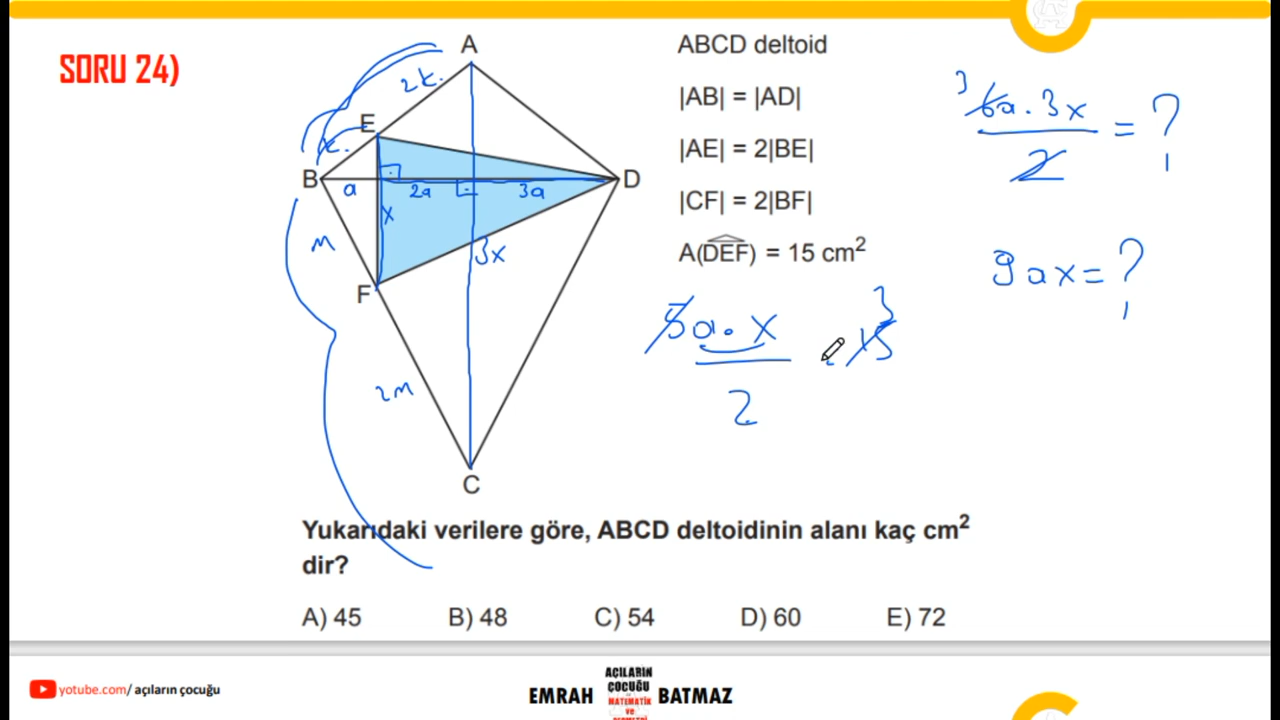 SORU 24)
A
2k
E
k
B
a
2a
3a
D
x
m
3x
F
2m
C
ABCD deltoid
|AB| = |AD|
|AE| = 2|BE|
|CF| = 2|BF|
A(DEF) = 15 cm²
5a · x
2
3
15
3
6a · 3x
2
= ?
9ax = ?
Yukarıdaki verilere göre, ABCD deltoidinin alanı kaç cm²
dir?
A) 45 B) 48 C) 54 D) 60 E) 72
yotube.com/ açıların çocuğu
EMRAH
AÇILARIN
ÇOCUĞU
MATEMATİK
ve
BATMAZ